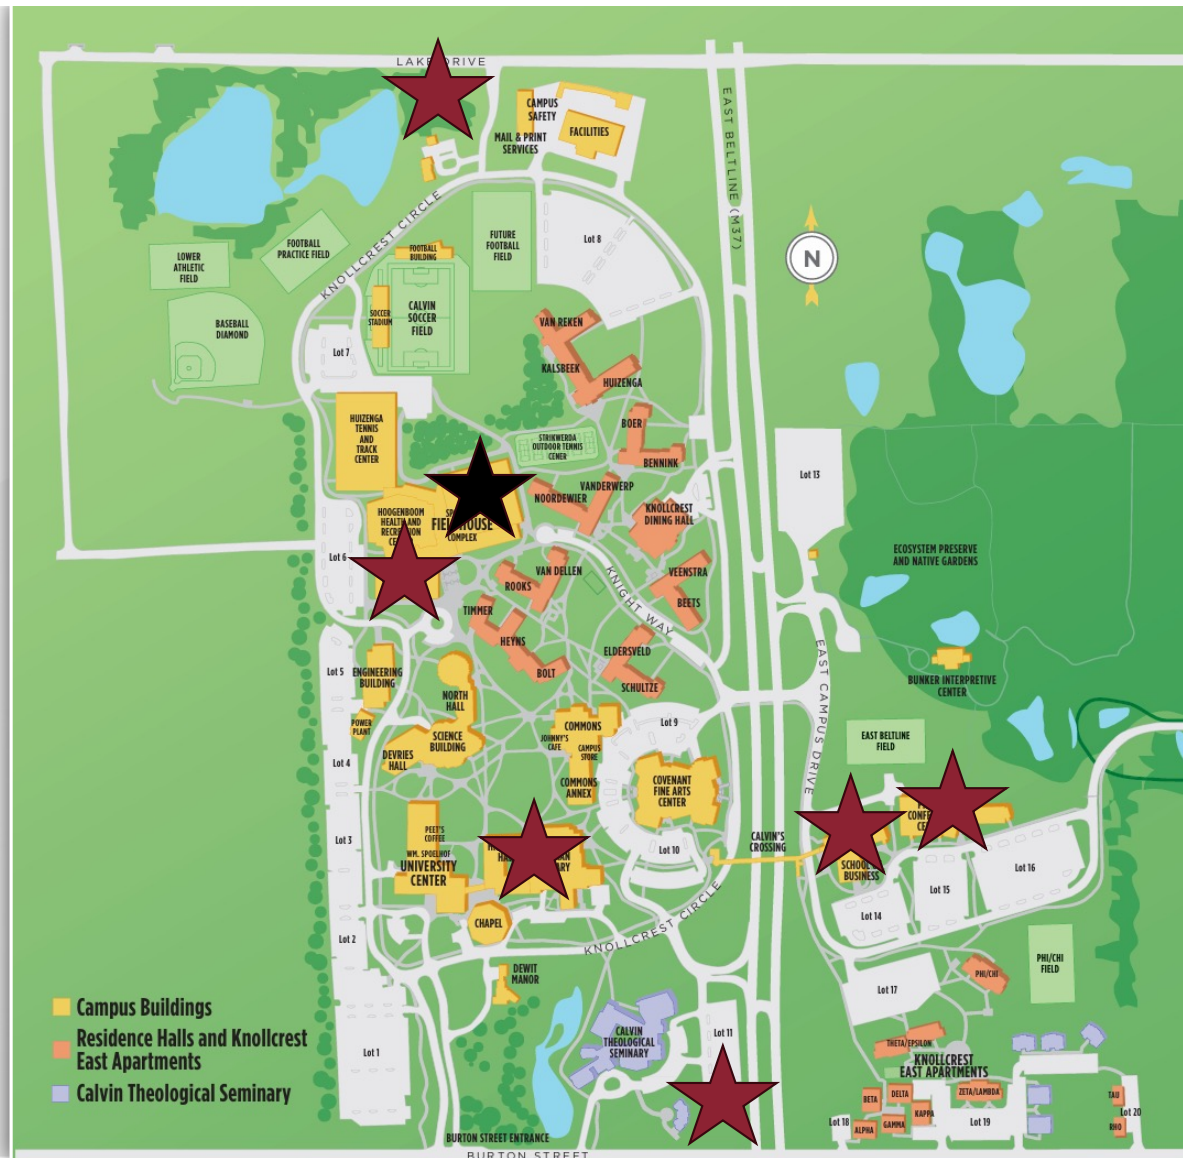 LAKE DRIVE
CAMPUS
SAFETY
FACILITIES
MAIL & PRINT
SERVICES
EAST BELTLINE (M37)
KNOLLCREST CIRCLE
LOWER
ATHLETIC
FIELD
FOOTBALL
PRACTICE FIELD
FOOTBALL
BUILDING
FUTURE
FOOTBALL
FIELD
Lot 8
N
BASEBALL
DIAMOND
SOCCER
STADIUM
CALVIN
SOCCER
FIELD
Lot 7
VAN REKEN
KALSBEEK
HUIZENGA
HUIZENGA
TENNIS
AND
TRACK
CENTER
STRIKWERDA
OUTDOOR TENNIS
CENER
BOER
BENNINK
Lot 13
NOORDEWIER
VANDERWERP
KNOLLCREST
DINING HALL
HOOGENBOOM
HEALTH AND
COMPLEX
Lot 6
ECOSYSTEM PRESERVE
AND NATIVE GARDENS
ROOKS
VAN DELLEN
KNIGHT WAY
VEENSTRA
BEETS
TIMMER
HEYNS
BOLT
ELDERSVELD
SCHULTZE
EAST CAMPUS DRIVE
BUNKER INTERPRETIVE
CENTER
Lot 5
ENGINEERING
BUILDING
NORTH
HALL
POWER
PLANT
SCIENCE
BUILDING
DEVRIES
HALL
COMMONS
JOHNNY'S
CAFE
CAMPUS
STORE
COMMONS
ANNEX
Lot 9
COVENANT
FINE ARTS
CENTER
EAST BELTLINE
FIELD
Lot 4
Lot 3
PEET'S
COFFEE
WM. SPOELHOF
UNIVERSITY
CENTER
Lot 10
CALVIN'S
CROSSING
BUSINESS
Lot 14
Lot 15
Lot 16
CHAPEL
KNOLLCREST CIRCLE
Lot 2
DEWIT
MANOR
Lot 17
PHI/CHI
PHI/CHI
FIELD
Campus Buildings
Residence Halls and Knollcrest
East Apartments
Calvin Theological Seminary
Lot 1
CALVIN
THEOLOGICAL
SEMINARY
Lot 11
THETA/EPSILON
KNOLLCREST
EAST APARTMENTS
BETA
DELTA
ZETA/LAMBDA
KAPPA
ALPHA
GAMMA
Lot 18
Lot 19
TAU
Lot 20
RHO
BURTON STREET ENTRANCE
BURTON STREET